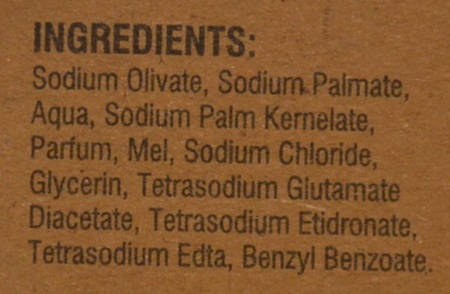 INGREDIENTS:
Sodium Olivate, Sodium Palmate,
Aqua, Sodium Palm Kernelate,
Parfum, Mel, Sodium Chloride,
Glycerin, Tetrasodium Glutamate
Diacetate, Tetrasodium Etidronate,
Tetrasodium Edta, Benzyl Benzoate.